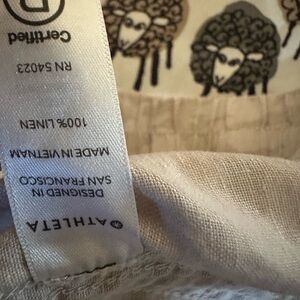 ATHLETA
DESIGNED IN
SAN FRANCISCO
MADE IN VIETNAM
100% LINEN
RN 54023
Certified
B